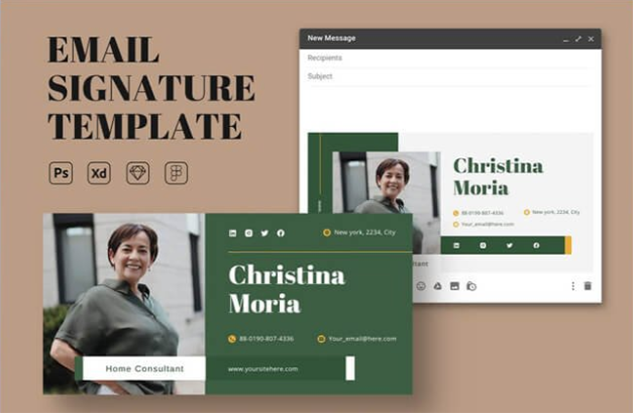 EMAIL
SIGNATURE
TEMPLATE
Ps
Xd
New Message
Recipients
Subject
Christina
Moria
88-0190-807-4336
New york, 2234, City
Your_email@here.com
New york, 2234, City
Christina
Moria
88-0190-807-4336
Your_email@here.com
Home Consultant
www.yoursitehere.com